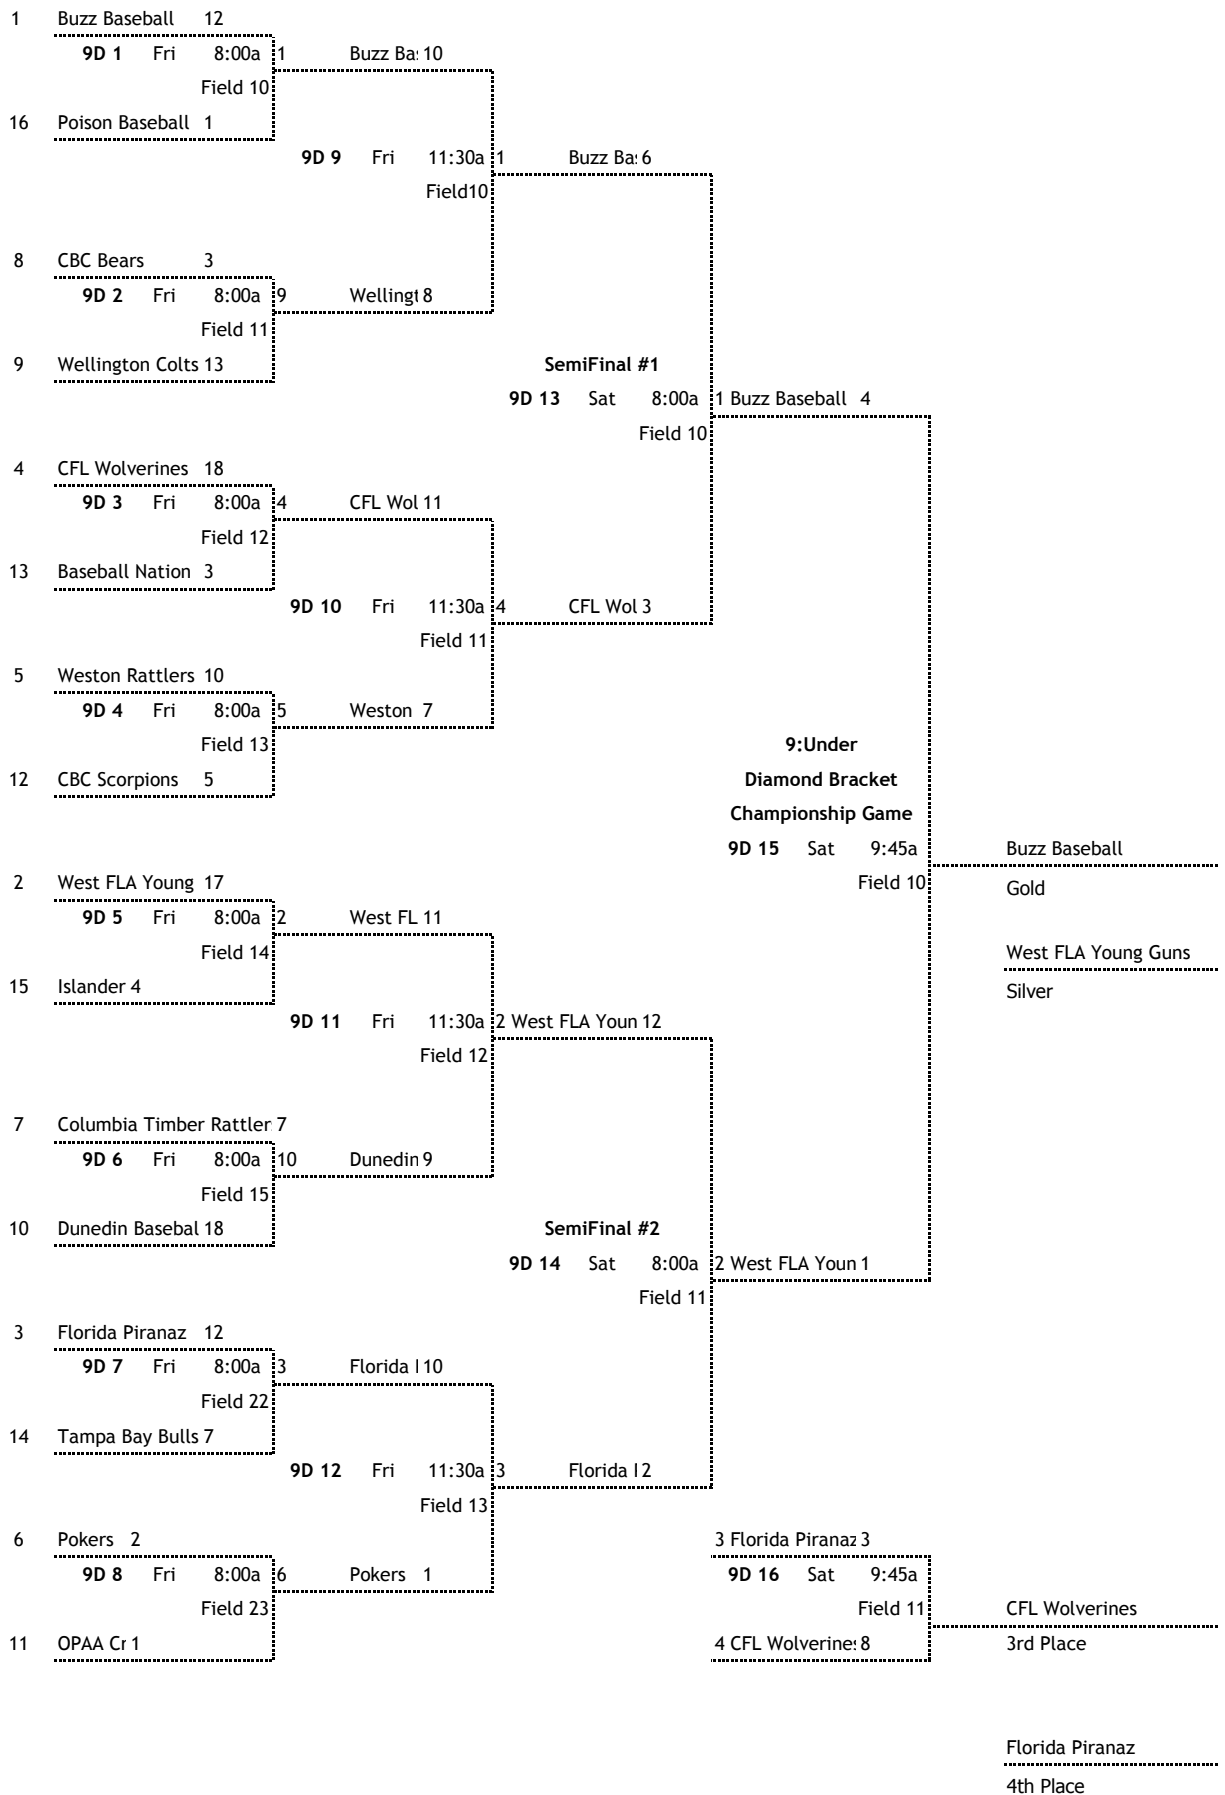 1 Buzz Baseball 12
9D 1 Fri 8:00a 1 Buzz Ba 10
Field 10
16 Poison Baseball 1
9D 9 Fri 11:30a 1 Buzz Ba 6
Field10
8 CBC Bears 3
9D 2 Fri 8:00a 9 Wellingt 8
Field 11
9 Wellington Colts 13 SemiFinal #1
9D 13 Sat 8:00a 1 Buzz Baseball 4
Field 10
4 CFL Wolverines 18
9D 3 Fri 8:00a 4 CFL Wol 11
Field 12
13 Baseball Nation 3
9D 10 Fri 11:30a 4 CFL Wol 3
Field 11
5 Weston Rattlers 10
9D 4 Fri 8:00a 5 Weston 7
Field 13 9:Under
12 CBC Scorpions 5 Diamond Bracket
Championship Game
9D 15 Sat 9:45a Buzz Baseball
2 West FLA Young 17 Field 10 Gold
9D 5 Fri 8:00a 2 West FL 11
Field 14 West FLA Young Guns
15 Islander 4 Silver
9D 11 Fri 11:30a 2 West FLA Youn 12
Field 12
7 Columbia Timber Rattler 7
9D 6 Fri 8:00a 10 Dunedin 9
Field 15
10 Dunedin Basebal 18 SemiFinal #2
9D 14 Sat 8:00a 2 West FLA Youn 1
Field 11
3 Florida Piranaz 12
9D 7 Fri 8:00a 3 Florida 10
Field 22
14 Tampa Bay Bulls 7
9D 12 Fri 11:30a 3 Florida 2
Field 13
6 Pokers 2 3 Florida Piranaz 3
9D 8 Fri 8:00a 6 Pokers 1 9D 16 Sat 9:45a
Field 23 Field 11 CFL Wolverines
11 OPAA Cr 1 4 CFL Wolverine 8 3rd Place
Florida Piranaz
4th Place